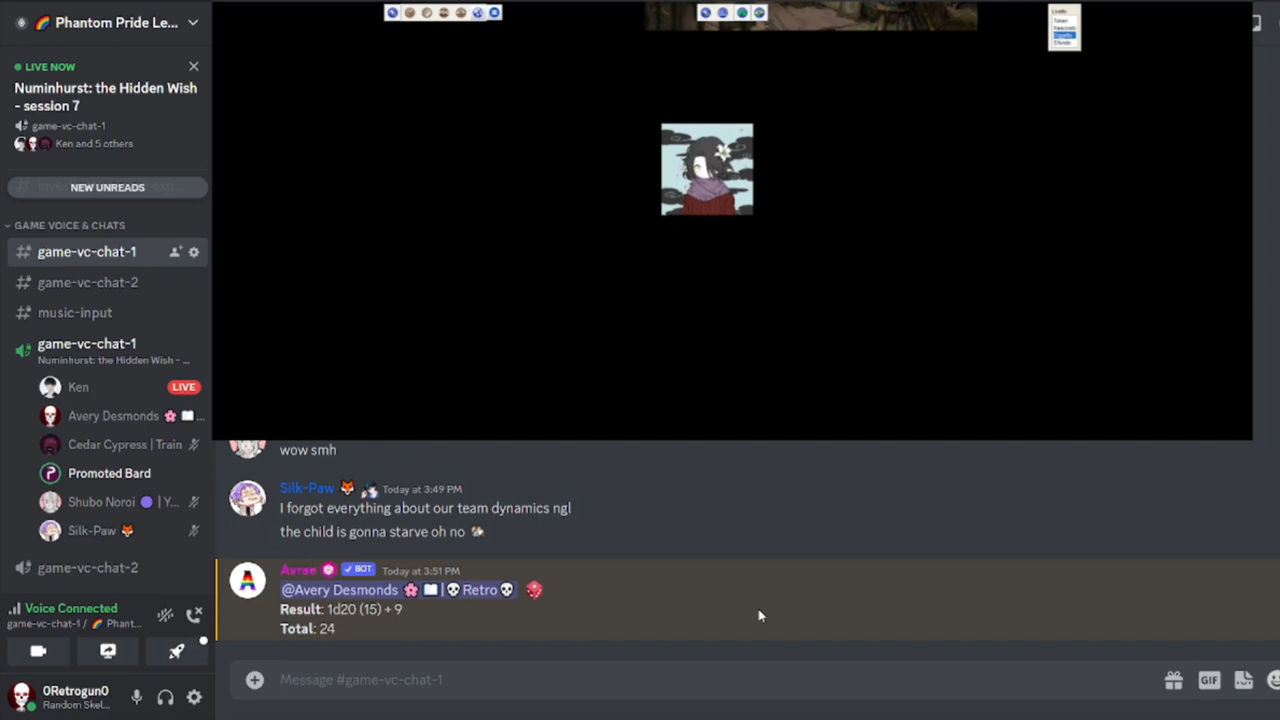 Phantom Pride Le...
LIVE NOW
Numinhurst: the Hidden Wish
- session 7
game-vc-chat-1
Ken and 5 others
NEW UNREADS
GAME VOICE & CHATS
game-vc-chat-1
game-vc-chat-2
music-input
game-vc-chat-1
Numinhurst: the Hidden Wish - ...
Ken LIVE
Avery Desmonds ...
Cedar Cypress | Train
Promoted Bard
Shubo Noroi | Y...
Silk-Paw
game-vc-chat-2
Voice Connected
game-vc-chat-1 / Phant...
0Retrogun0
Random Skel...
wow smh
Silk-Paw Today at 3:49 PM
I forgot everything about our team dynamics ngl
the child is gonna starve oh no
Avrae BOT Today at 3:51 PM
@Avery Desmonds | Retro
Result: 1d20 (15) + 9
Total: 24
Message #game-vc-chat-1
GIF